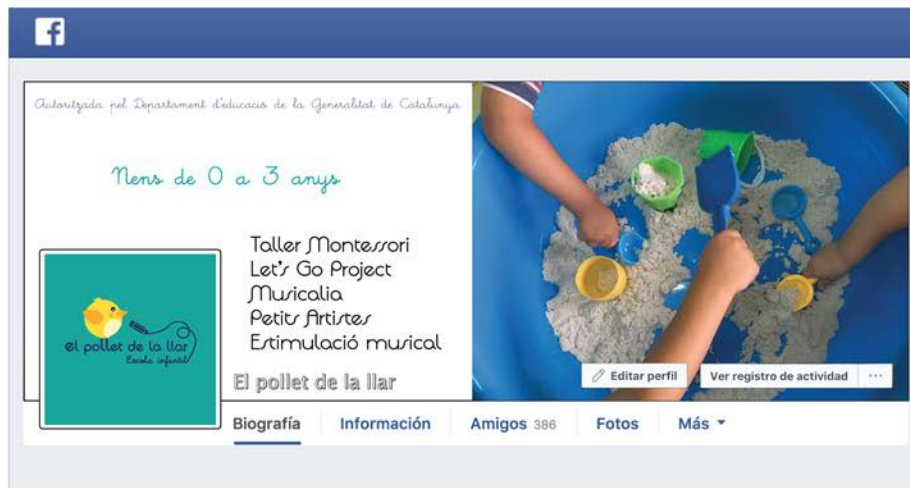 f
Autoritzada pel Departament d'educació de la Generalitat de Catalunya
Nens de 0 a 3 anys
Taller Montessori
Let's Go Project
Musicalia
Petits Artistes
Estimulació musical
el pollet de la llar
Escola infantil
El pollet de la llar
Editar perfil
Ver registro de actividad
Biografía Información Amigos 386 Fotos Más